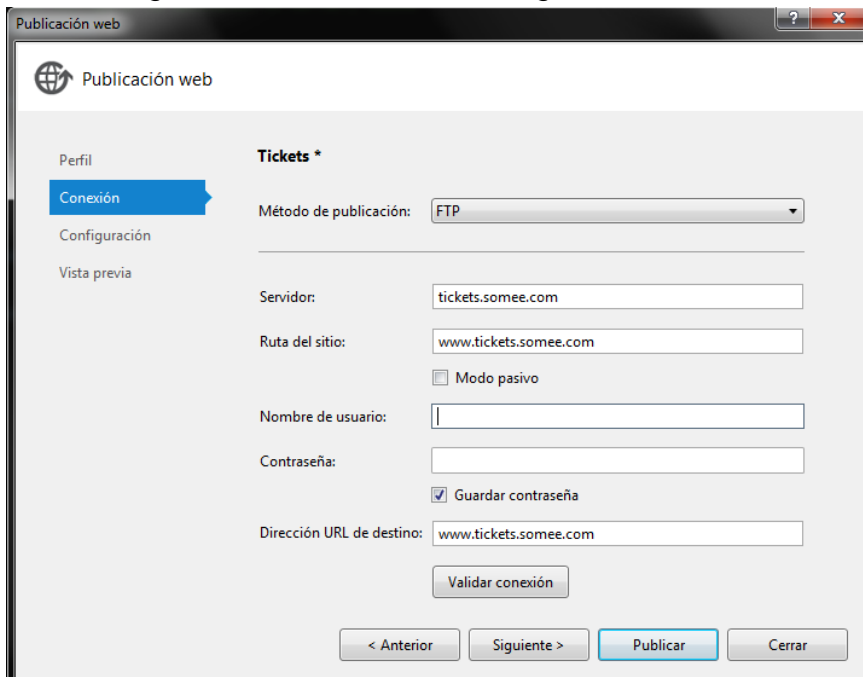 Publicación web
Publicación web
Perfil
Conexión
Configuración
Vista previa
Tickets *
Método de publicación: FTP
Servidor: tickets.somee.com
Ruta del sitio: www.tickets.somee.com
Modo pasivo
Nombre de usuario:
Contraseña:
Guardar contraseña
Dirección URL de destino: www.tickets.somee.com
Validar conexión
< Anterior Siguiente > Publicar Cerrar